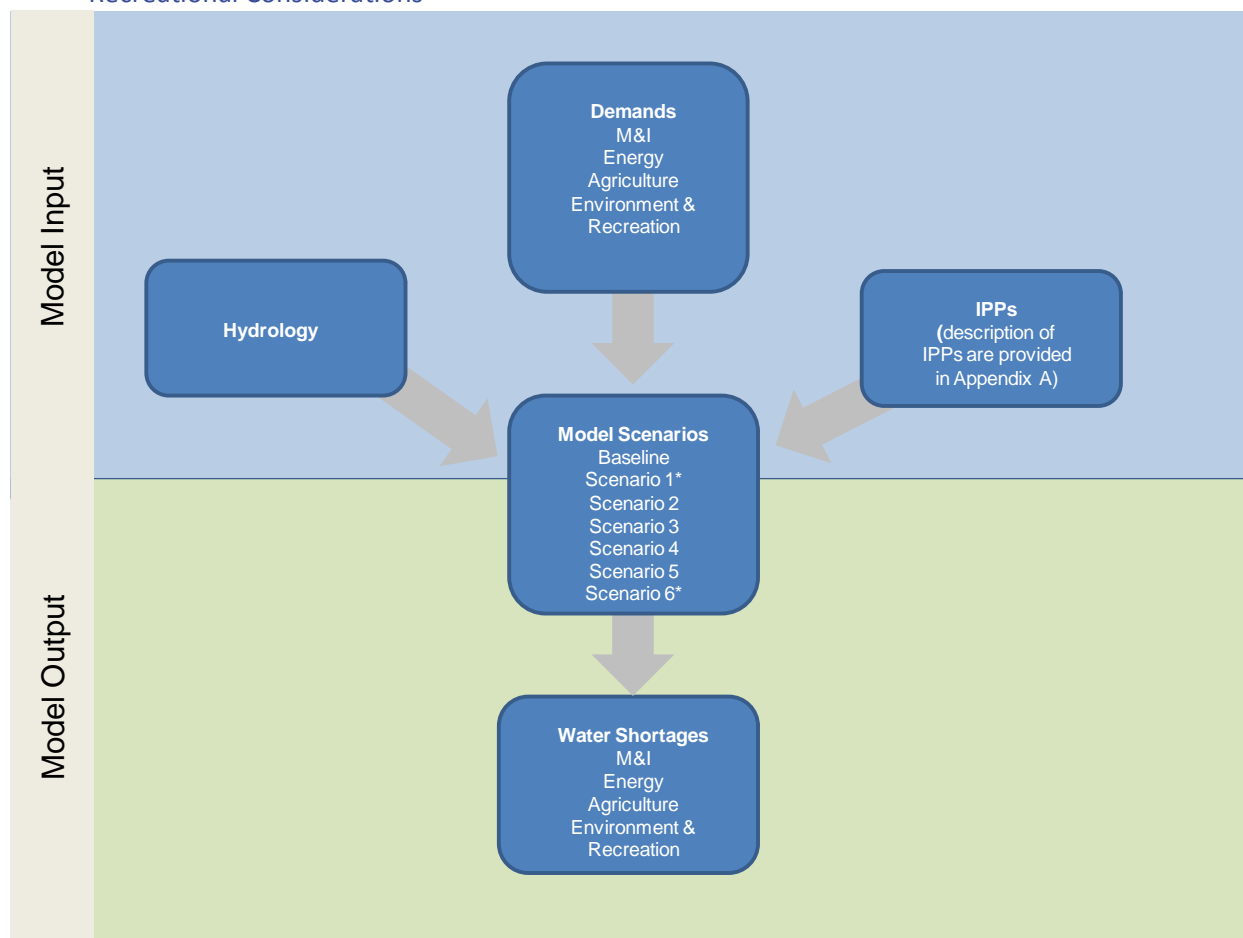 Recreational Considerations
Model Input
Demands
M&I
Energy
Agriculture
Environment &
Recreation
Hydrology
IPPs
(description of
IPPs are provided
in Appendix A)
Model Scenarios
Baseline
Scenario 1*
Scenario 2
Scenario 3
Scenario 4
Scenario 5
Scenario 6*
Model Output
Water Shortages
M&I
Energy
Agriculture
Environment &
Recreation